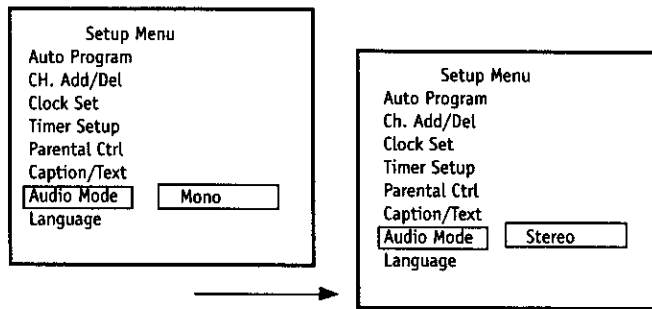 Setup Menu
Auto Program
CH. Add/Del
Clock Set
Timer Setup
Parental Ctrl
Caption/Text
Audio Mode Mono
Language
Setup Menu
Auto Program
Ch. Add/Del
Clock Set
Timer Setup
Parental Ctrl
Caption/Text
Audio Mode Stereo
Language